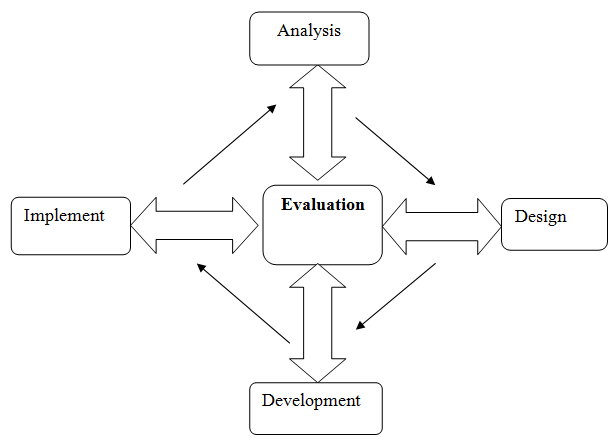 Analysis
Implement
Evaluation
Design
Development